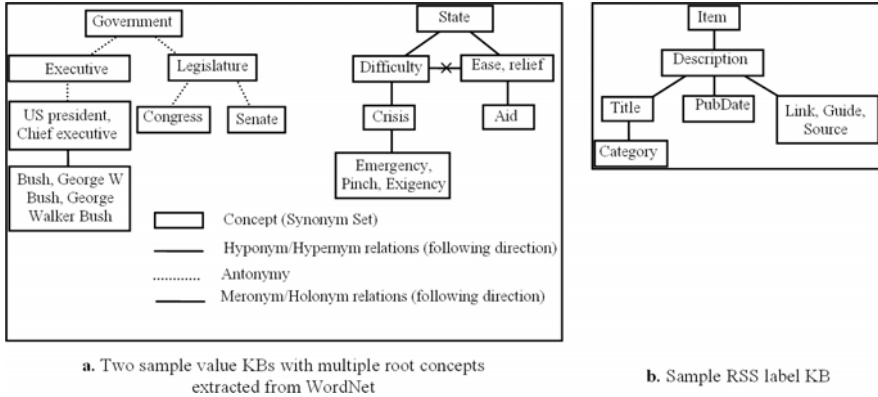 Government
Executive
Legislature
US president,
Chief executive
Congress
Senate
Bush, George W
Bush, George
Walker Bush
State
Difficulty
Ease, relief
Crisis
Aid
Emergency,
Pinch, Exigency
Concept (Synonym Set)
Hyponym/Hypernym relations (following direction)
Antonymy
Meronym/Holonym relations (following direction)
a. Two sample value KBs with multiple root concepts
extracted from WordNet
Item
Description
Title
PubDate
Link, Guide,
Source
Category
b. Sample RSS label KB